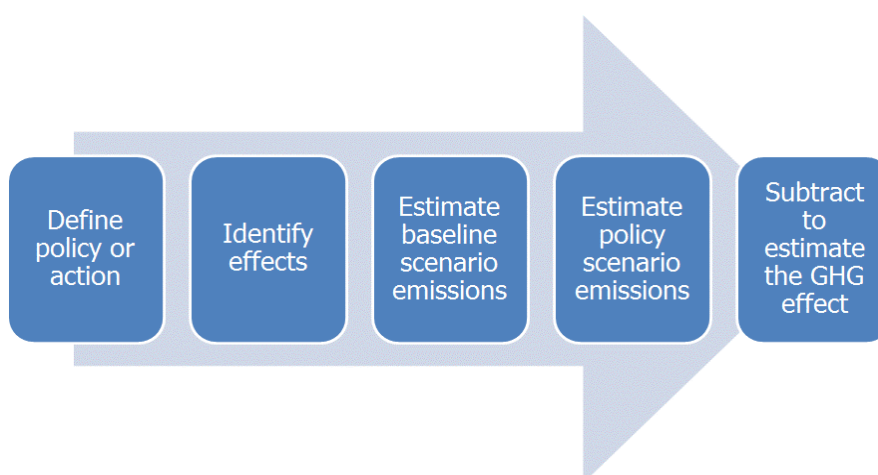 Define
policy or
action
Identify
effects
Estimate
baseline
scenario
emissions
Estimate
policy
scenario
emissions
Subtract
to
estimate
the GHG
effect